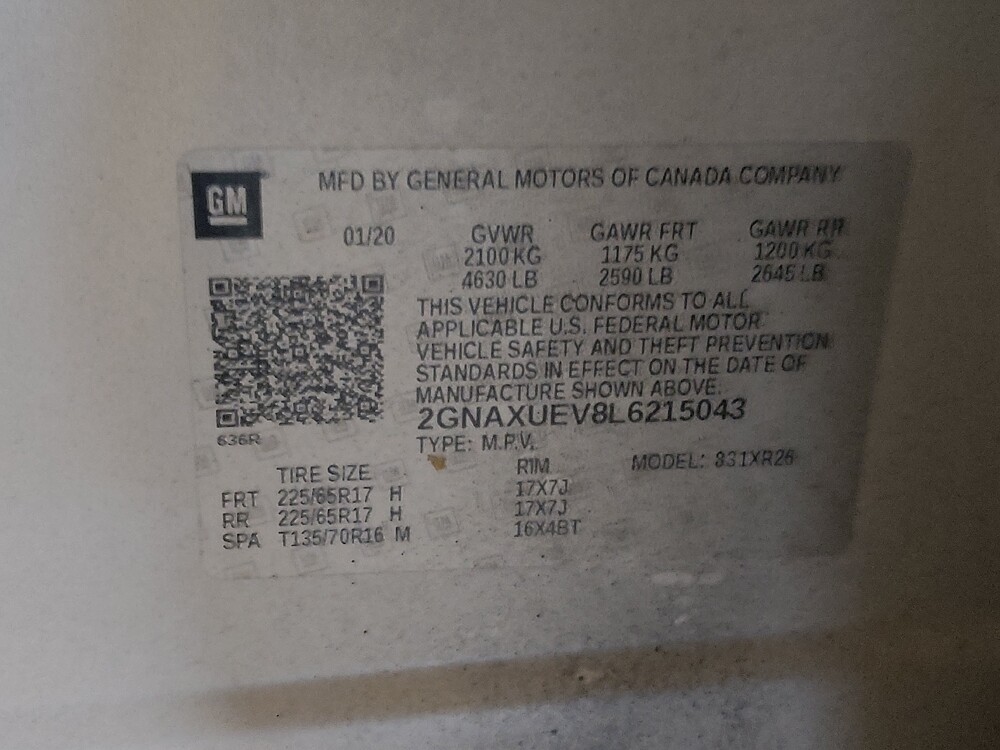 GM
MFD BY GENERAL MOTORS OF CANADA COMPANY
01/20 GVWR GAWR FRT GAWR RR
2100 KG 1175 KG 1200 KG
4630 LB 2590 LB 2645 LB
THIS VEHICLE CONFORMS TO ALL
APPLICABLE U.S. FEDERAL MOTOR
VEHICLE SAFETY AND THEFT PREVENTION
STANDARDS IN EFFECT ON THE DATE OF
MANUFACTURE SHOWN ABOVE.
2GNAXUEV8L6215043
636R
TYPE: M.P.V.
TIRE SIZE RIM MODEL: 331XR26
FRT 225/65R17 H 17X7J
RR 225/65R17 H 17X7J
SPA T135/70R16 M 16X4BT